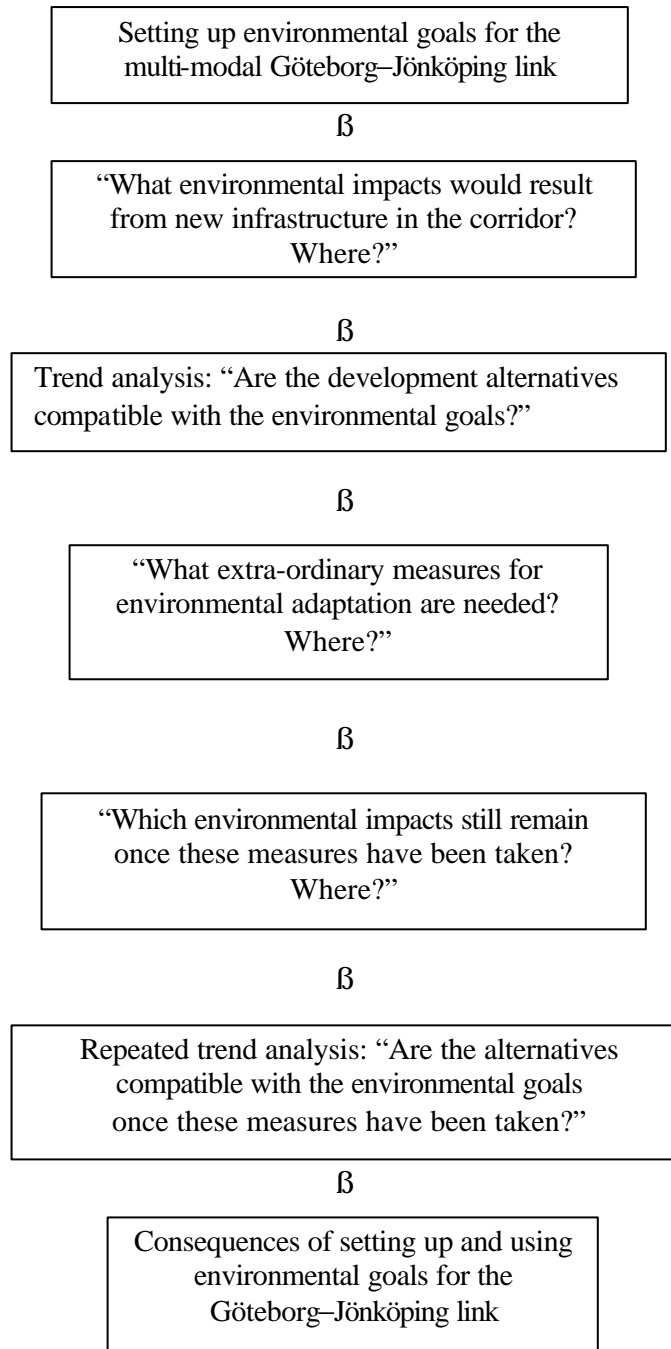 Setting up environmental goals for the
multi-modal Göteborg–Jönköping link
ß
“What environmental impacts would result
from new infrastructure in the corridor?
Where?”
ß
Trend analysis: “Are the development alternatives
compatible with the environmental goals?”
ß
“What extra-ordinary measures for
environmental adaptation are needed?
Where?”
ß
“Which environmental impacts still remain
once these measures have been taken?
Where?”
ß
Repeated trend analysis: “Are the alternatives
compatible with the environmental goals
once these measures have been taken?”
ß
Consequences of setting up and using
environmental goals for the
Göteborg–Jönköping link